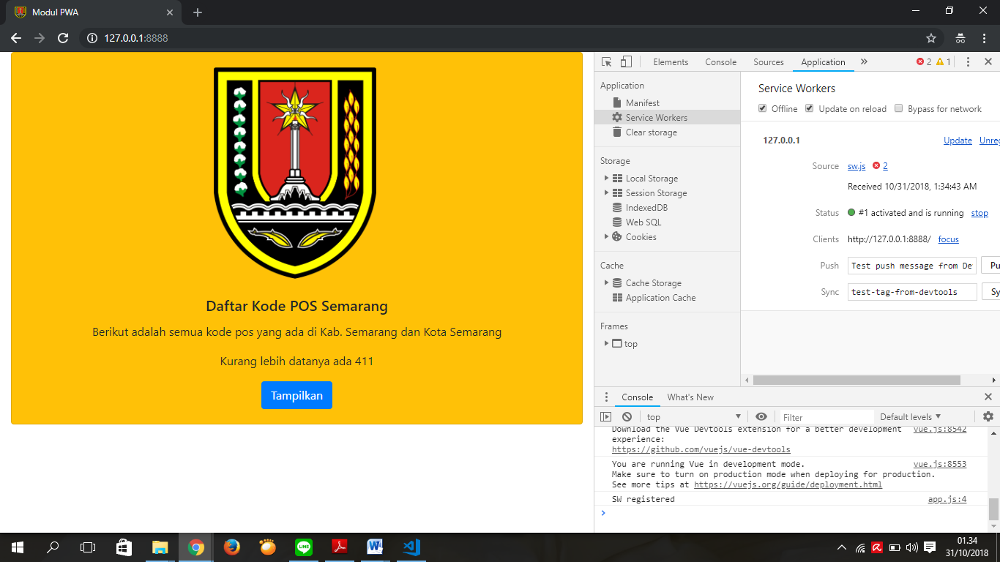 Modul PWA
127.0.0.1:8888
Daftar Kode POS Semarang
Berikut adalah semua kode pos yang ada di Kab. Semarang dan Kota Semarang
Kurang lebih datanya ada 411
Tampilkan
Elements Console Sources Application » 2 1
Application
Manifest
Service Workers
Clear storage
Storage
Local Storage
Session Storage
IndexedDB
Web SQL
Cookies
Cache
Cache Storage
Application Cache
Frames
top
Service Workers
Offline Update on reload Bypass for network
127.0.0.1 Update Unreg
Source sw.js 2
Received 10/31/2018, 1:34:43 AM
Status #1 activated and is running stop
Clients http://127.0.0.1:8888/ focus
Push Test push message from De Pu
Sync test-tag-from-devtools Sy
Console What's New
top Filter Default levels
Download the Vue Devtools extension for a better development vue.js:8542
experience:
https://github.com/vuejs/vue-devtools
You are running Vue in development mode. vue.js:8553
Make sure to turn on production mode when deploying for production.
See more tips at https://vuejs.org/guide/deployment.html
SW registered app.js:4
LINE
01.34
31/10/2018